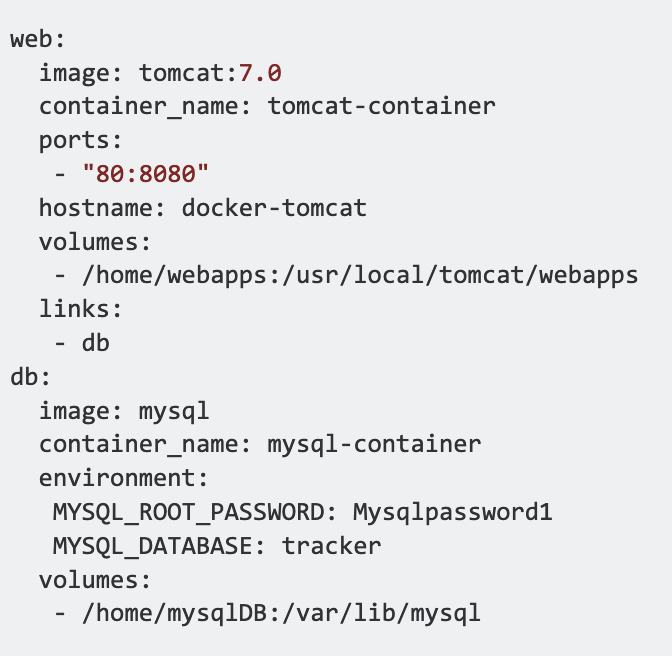 web:
  image: tomcat:7.0
  container_name: tomcat-container
  ports:
   - "80:8080"
  hostname: docker-tomcat
  volumes:
   - /home/webapps:/usr/local/tomcat/webapps
  links:
   - db
db:
  image: mysql
  container_name: mysql-container
  environment:
   MYSQL_ROOT_PASSWORD: Mysqlpassword1
   MYSQL_DATABASE: tracker
  volumes:
   - /home/mysqlDB:/var/lib/mysql